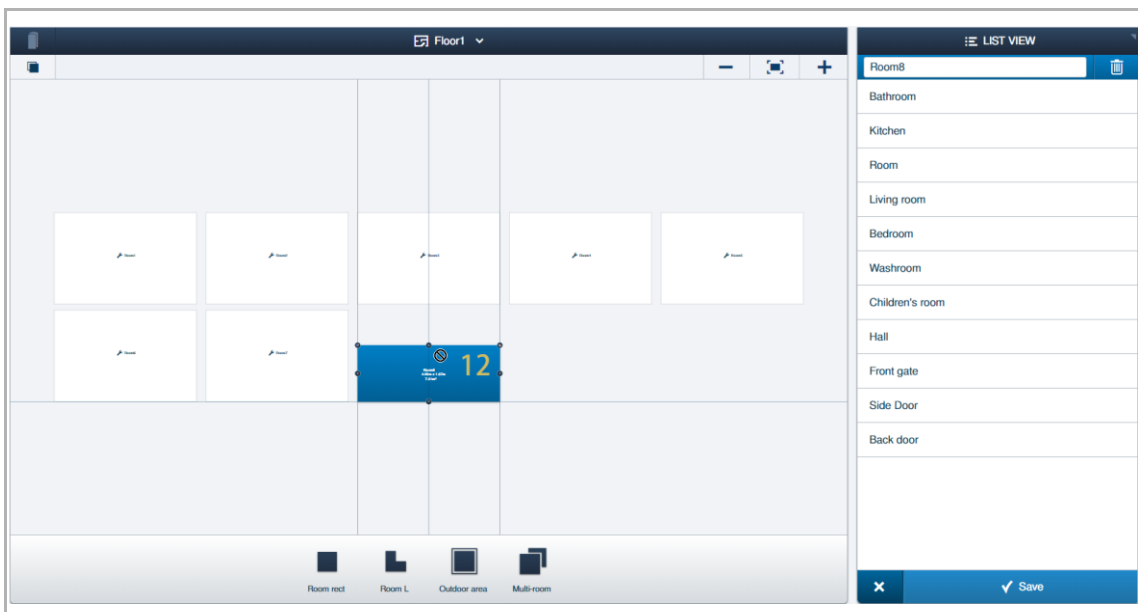 Floor1
LIST VIEW
Room8
Bathroom
Kitchen
Room
Living room
Bedroom
Washroom
Children's room
Hall
Front gate
Side Door
Back door
12
Room rect
Room L
Outdoor area
Multi-room
Save